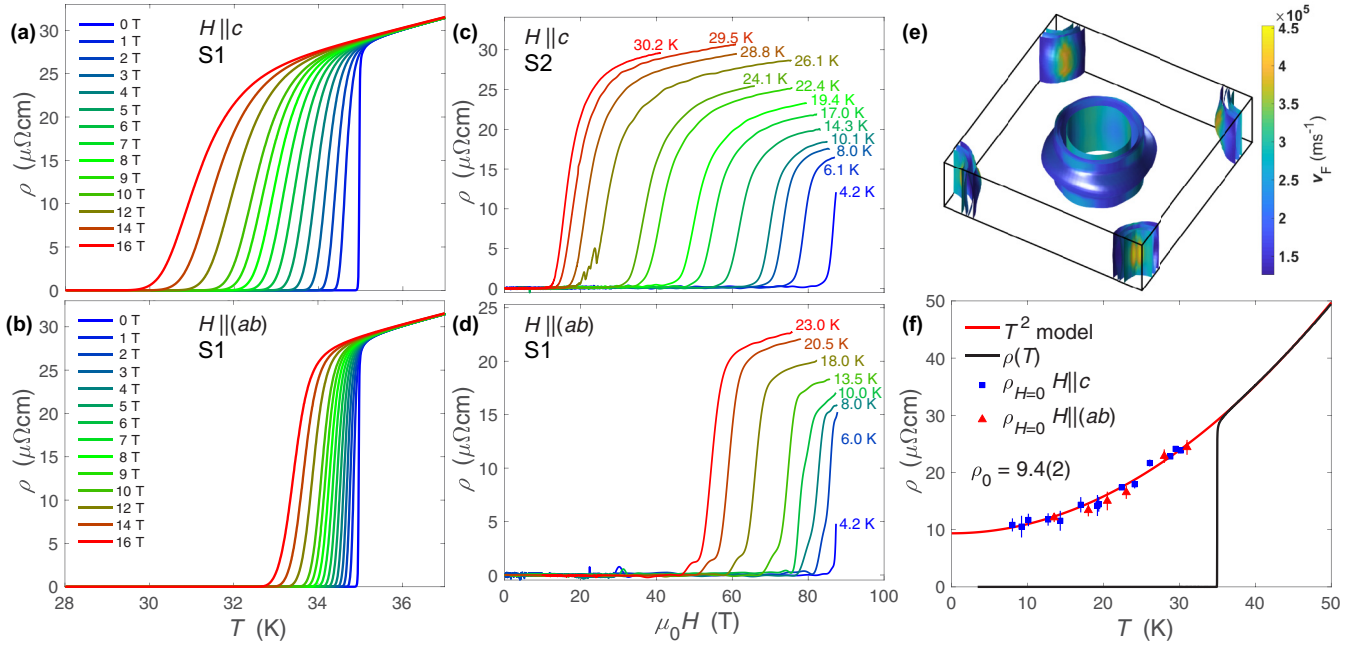 (a)
H||c
S1
0 T
1 T
2 T
3 T
4 T
5 T
6 T
7 T
8 T
9 T
10 T
12 T
14 T
16 T
ρ (μΩcm)
30
25
20
15
10
5
0
(b)
H||(ab)
S1
0 T
1 T
2 T
3 T
4 T
5 T
6 T
7 T
8 T
9 T
10 T
12 T
14 T
16 T
ρ (μΩcm)
30
25
20
15
10
5
0
28 30 32 34 36
T (K)
(c)
H||c
S2
30.2 K
29.5 K
28.8 K
26.1 K
24.1 K
22.4 K
19.4 K
17.0 K
14.3 K
10.1 K
8.0 K
6.1 K
4.2 K
ρ (μΩcm)
30
25
20
15
10
5
0
(d)
H||(ab)
S1
23.0 K
20.5 K
18.0 K
13.5 K
10.0 K
8.0 K
6.0 K
4.2 K
ρ (μΩcm)
25
20
15
10
5
0
0 20 40 60 80 100
μ0H (T)
(e)
×10⁵
4.5
4
3.5
3
2.5
2
1.5
vF (ms⁻¹)
(f)
T² model
ρ(T)
ρH=0 H||c
ρH=0 H||(ab)
ρ0 = 9.4(2)
ρ (μΩcm)
50
40
30
20
10
0
0 10 20 30 40 50
T (K)